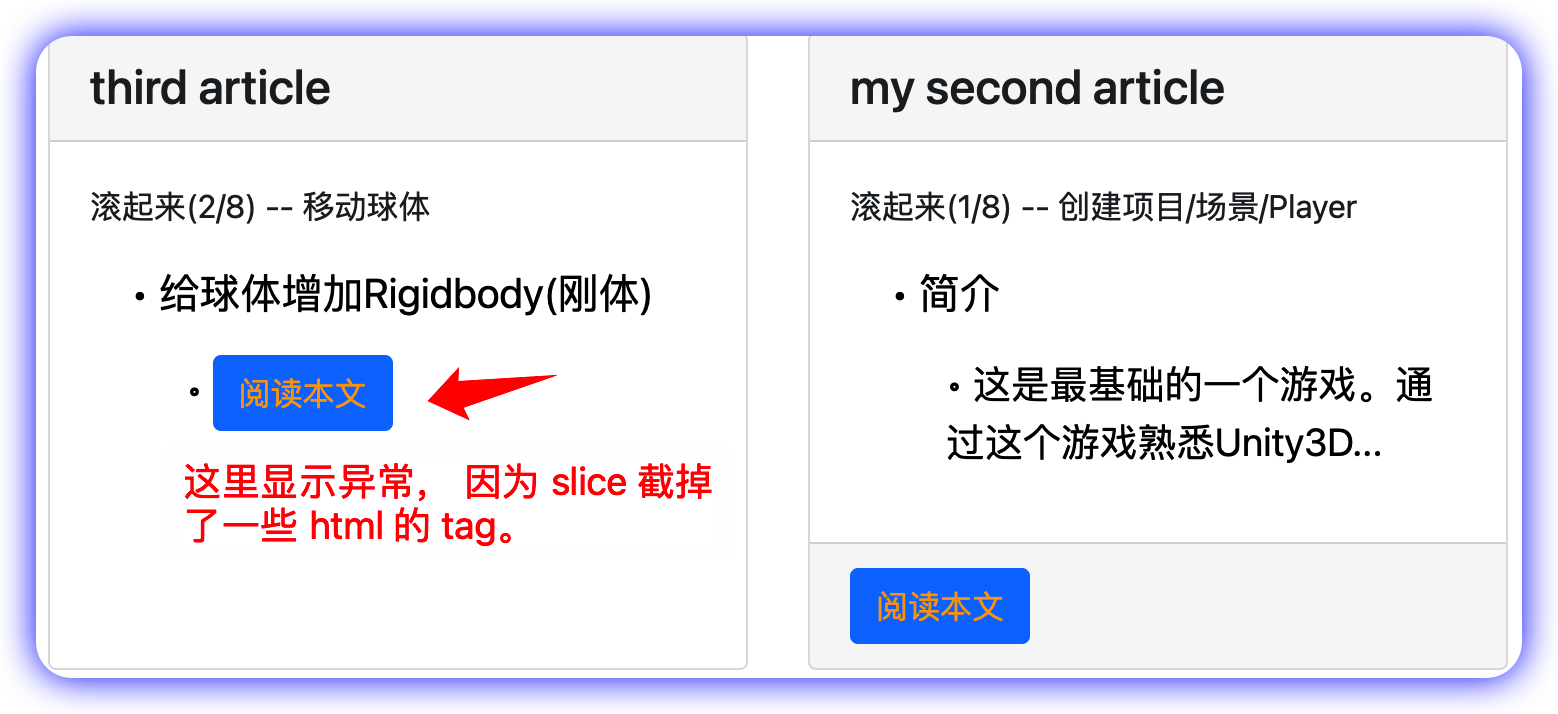 third article
滚起来(2/8) -- 移动球体
• 给球体增加Rigidbody(刚体)
阅读本文
这里显示异常， 因为 slice 截掉
了一些 html 的 tag。
my second article
滚起来(1/8) -- 创建项目/场景/Player
• 简介
这是最基础的一个游戏。通
过这个游戏熟悉Unity3D...
阅读本文